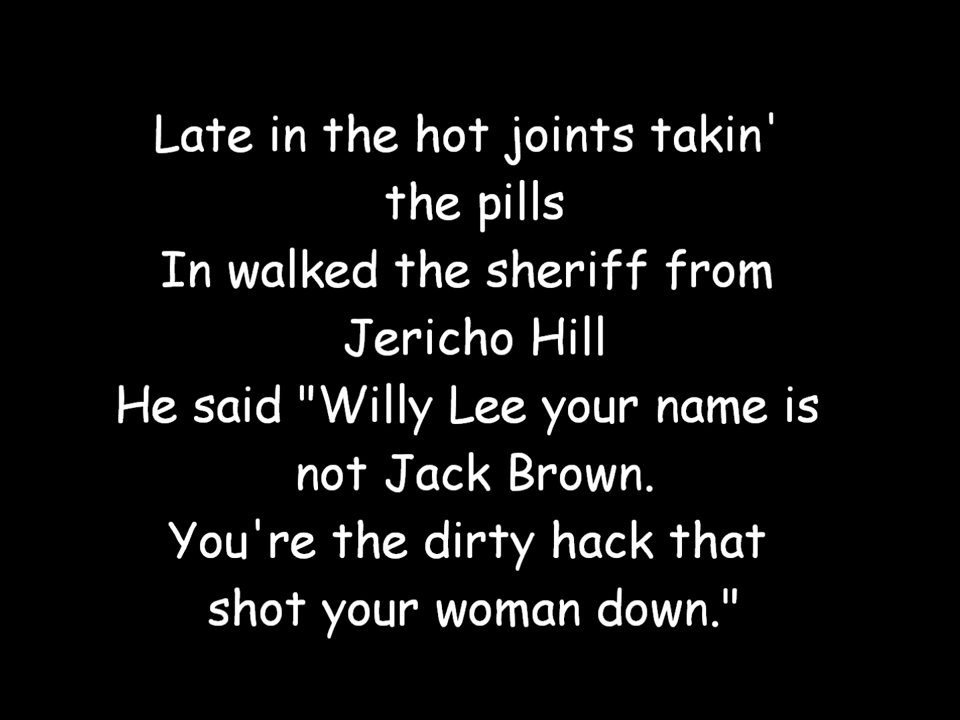 Late in the hot joints takin'
the pills
In walked the sheriff from
Jericho Hill
He said "Willy Lee your name is
not Jack Brown.
You're the dirty hack that
shot your woman down."